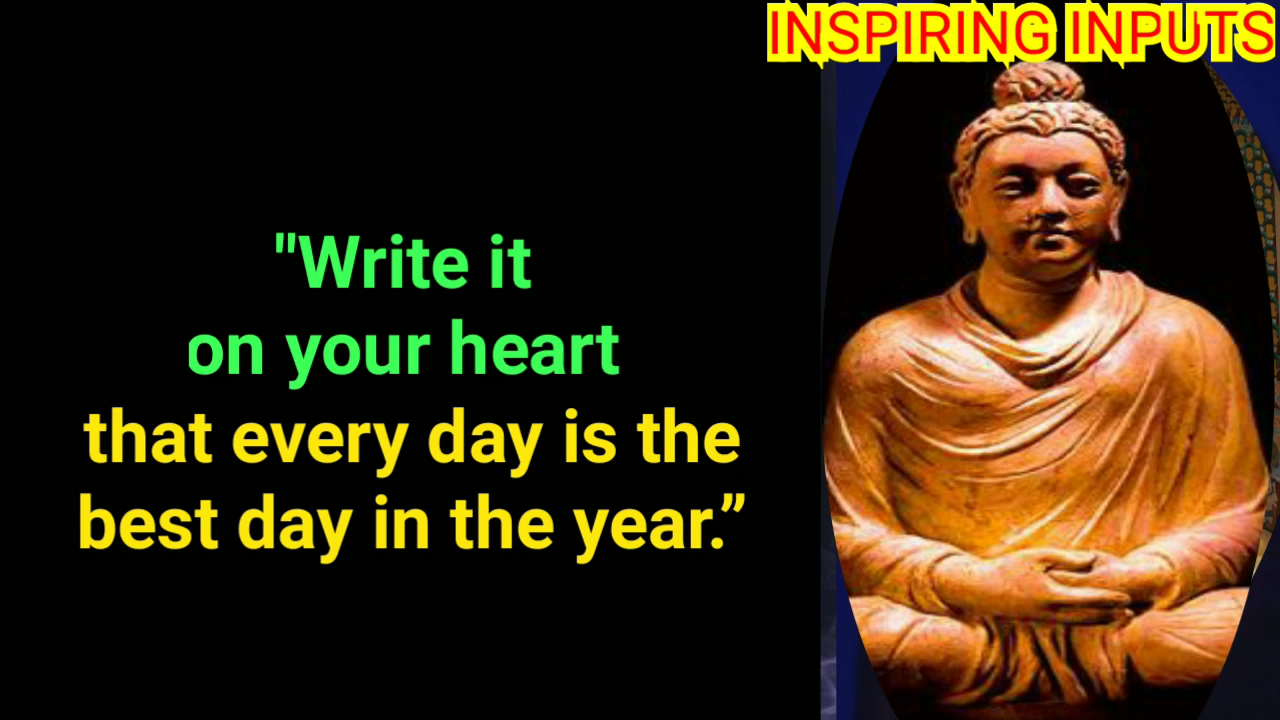 INSPIRING INPUTS
"Write it
on your heart
that every day is the
best day in the year.”